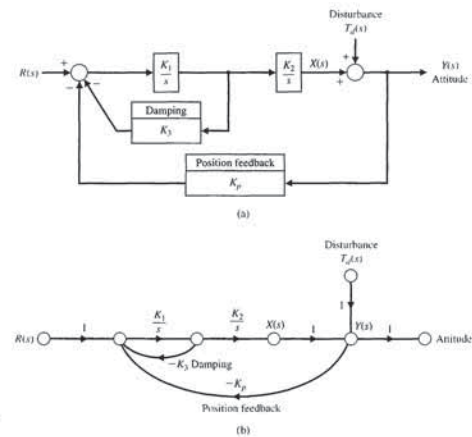 Disturbance
T_d(s)
K_1
s
K_2
s
X(s)
Y(s)
Attitude
R(s)
+
−
−
+
+
Damping
K_3
Position feedback
K_p
(a)
Disturbance
T_d(s)
1
R(s)
1
K_1
s
K_2
s
X(s)
1
Y(s)
1
Attitude
−K_3 Damping
−K_p
Position feedback
(b)